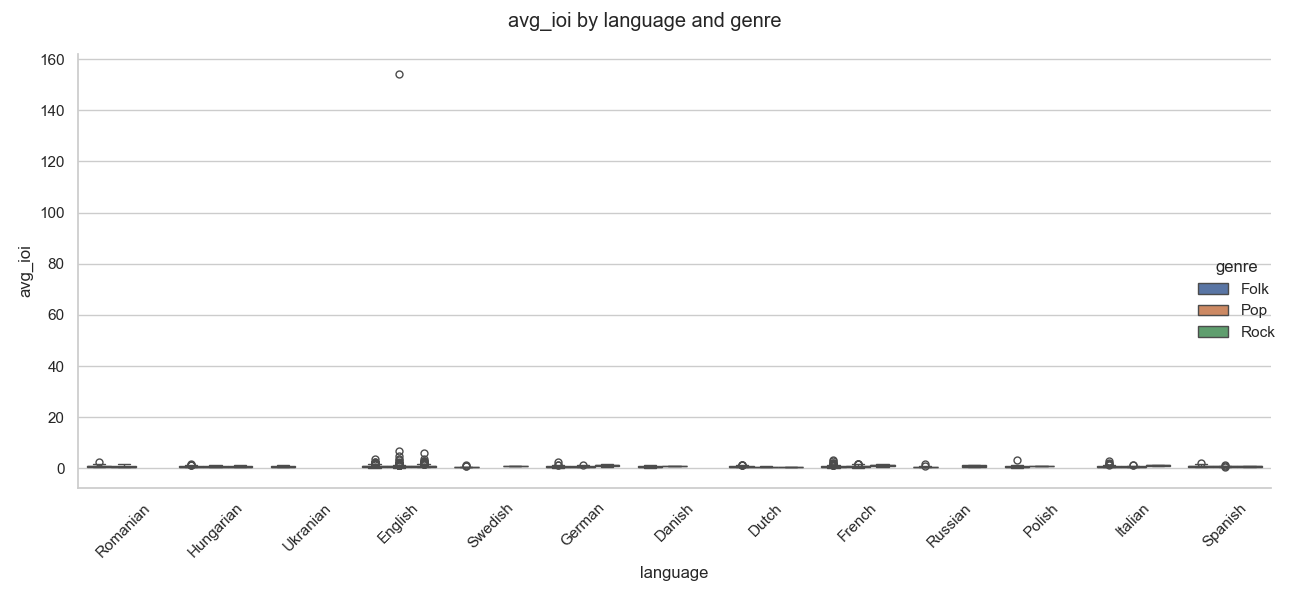 avg_ioi by language and genre
160
140
120
100
80
60
40
20
0
avg_ioi
genre
Folk
Pop
Rock
Romanian
Hungarian
Ukranian
English
Swedish
German
Danish
Dutch
French
Russian
Polish
Italian
Spanish
language